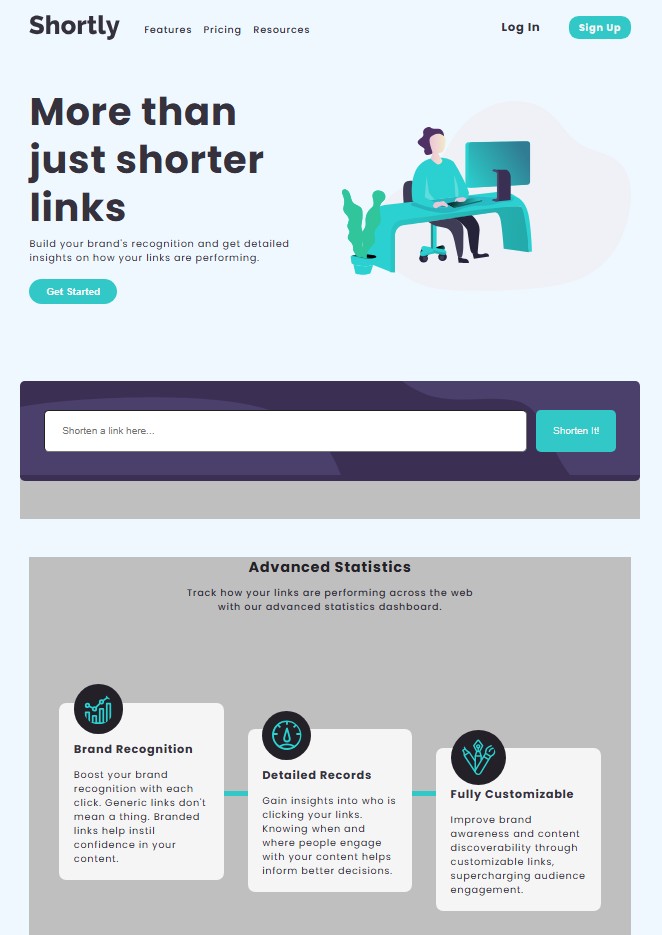 Shortly
Features Pricing Resources
Log In
Sign Up
More than
just shorter
links
Build your brand's recognition and get detailed
insights on how your links are performing.
Get Started
Shorten a link here...
Shorten It!
Advanced Statistics
Track how your links are performing across the web
with our advanced statistics dashboard.
Brand Recognition
Boost your brand
recognition with each
click. Generic links don't
mean a thing. Branded
links help instil
confidence in your
content.
Detailed Records
Gain insights into who is
clicking your links.
Knowing when and
where people engage
with your content helps
inform better decisions.
Fully Customizable
Improve brand
awareness and content
discoverability through
customizable links,
supercharging audience
engagement.